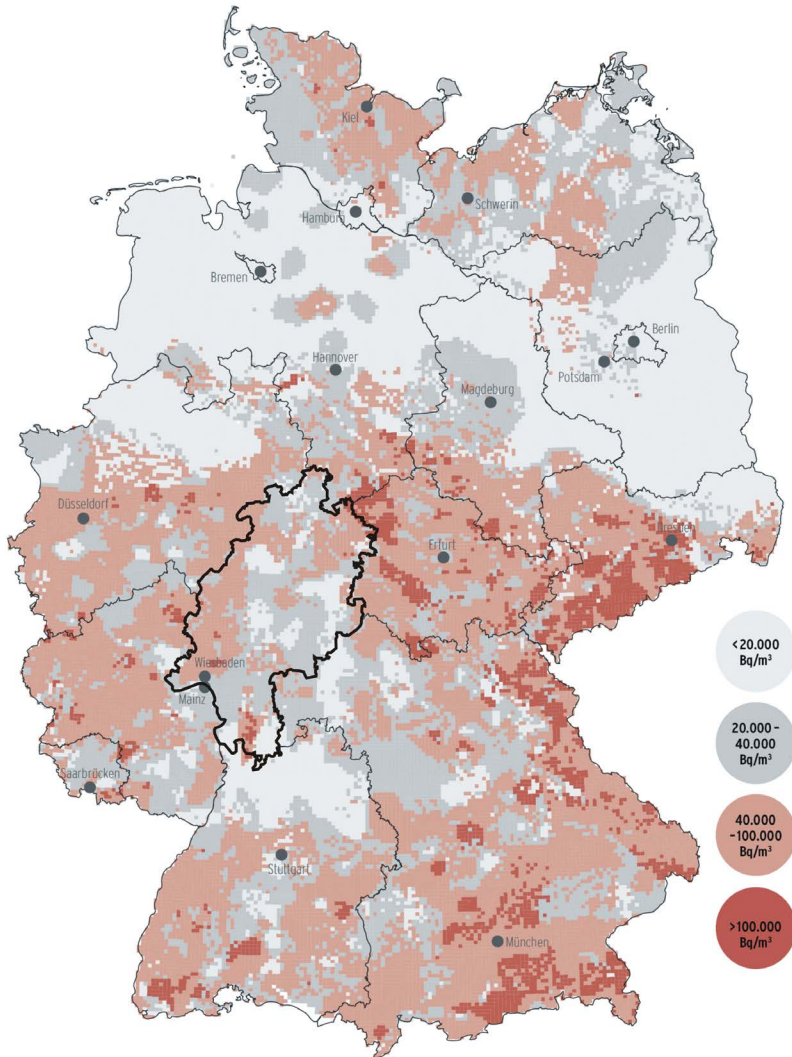 Kiel
Schwerin
Hamburg
Bremen
Berlin
Hannover
Potsdam
Magdeburg
Düsseldorf
Dresden
Erfurt
<20.000
Bq/m³
Wiesbaden
Mainz
20.000 –
40.000
Bq/m³
Saarbrücken
40.000
–100.000
Bq/m³
Stuttgart
>100.000
Bq/m³
München